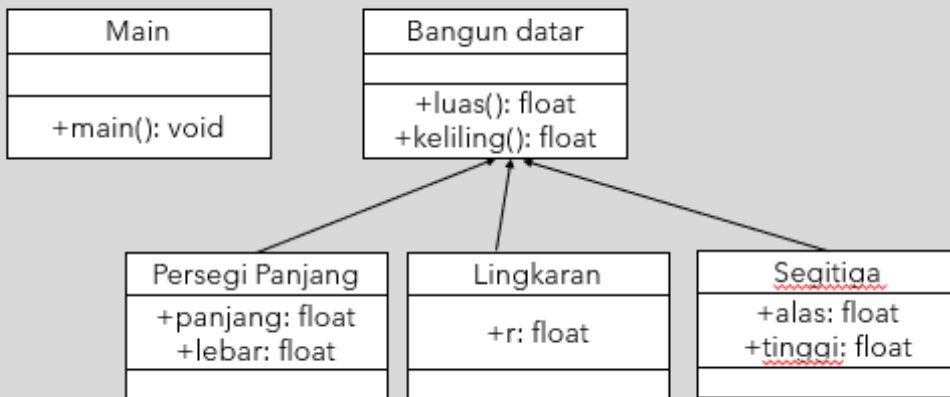 Main
+main(): void
Bangun datar
+luas(): float
+keliling(): float
Persegi Panjang
+panjang: float
+lebar: float
Lingkaran
+r: float
Segitiga
+alas: float
+tinggi: float